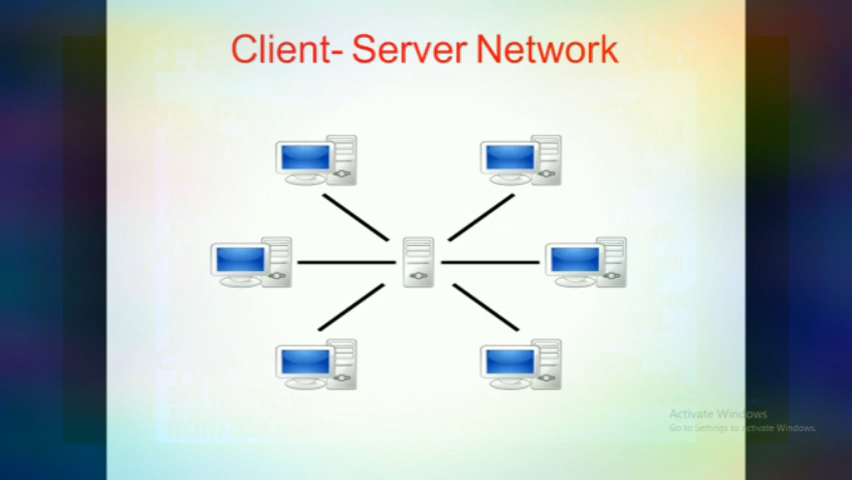 Client- Server Network
Activate Windows
Go to Settings to Activate Windows.